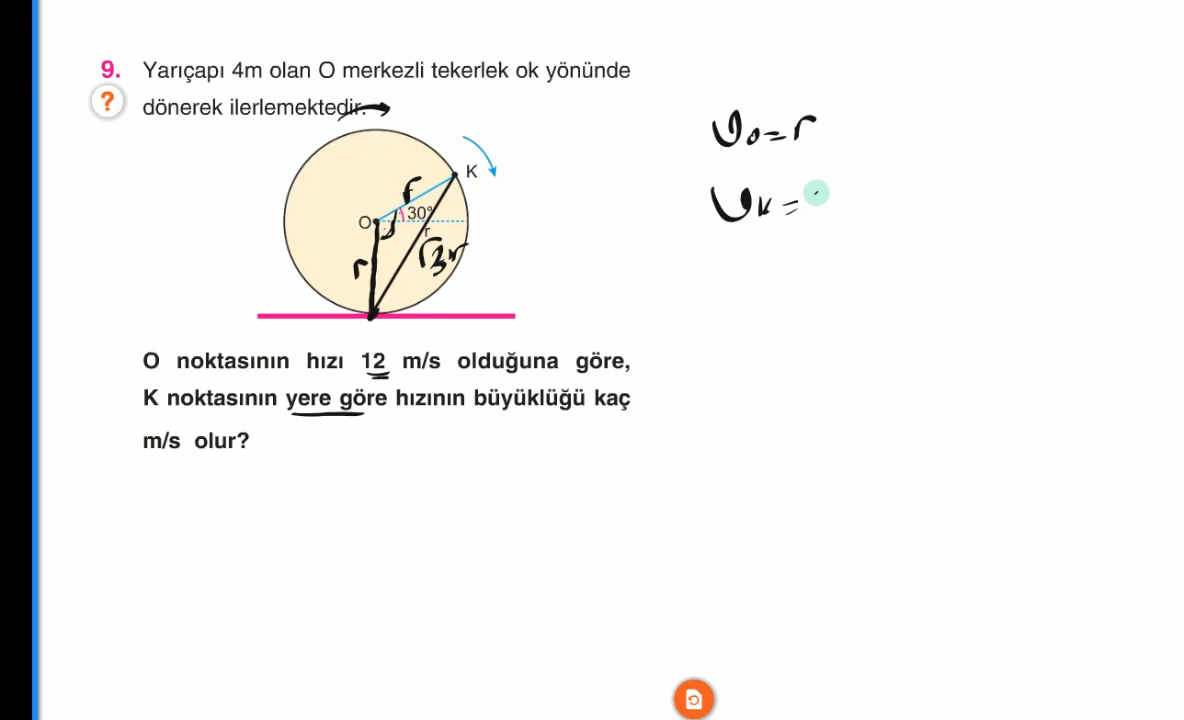 9. Yarıçapı 4m olan O merkezli tekerlek ok yönünde
? dönerek ilerlemektedir.
K
r
O
30°
r
r
√3r
O noktasının hızı 12 m/s olduğuna göre,
K noktasının yere göre hızının büyüklüğü kaç
m/s olur?
υo=r
υK=